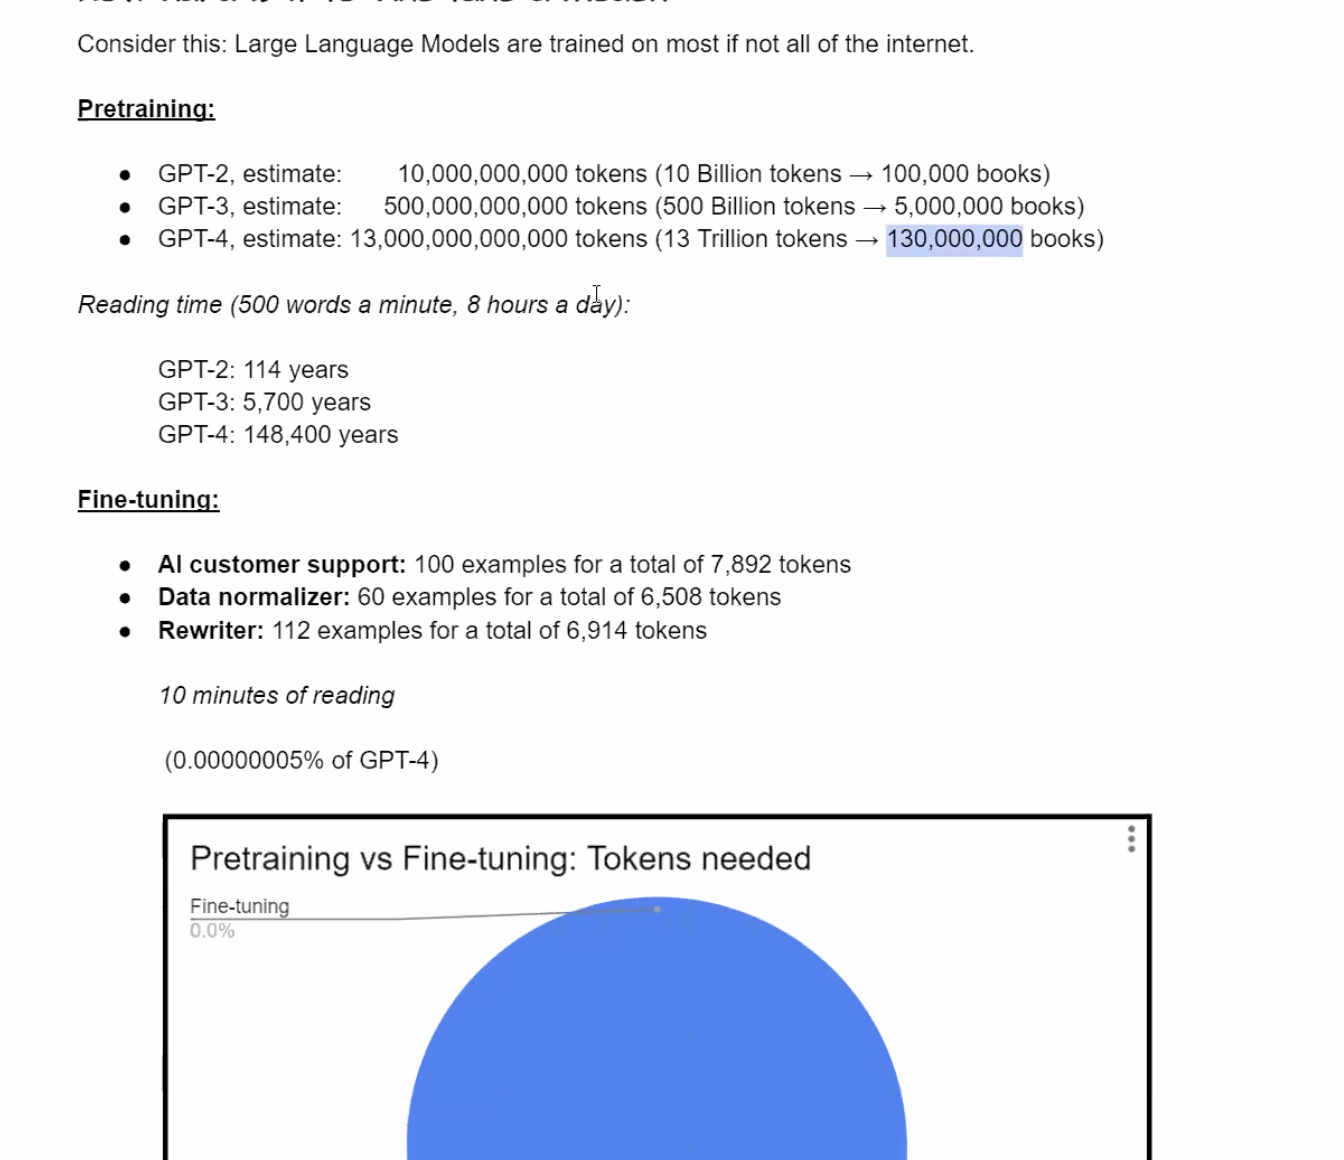 Consider this: Large Language Models are trained on most if not all of the internet.
Pretraining:
● GPT-2, estimate: 10,000,000,000 tokens (10 Billion tokens → 100,000 books)
● GPT-3, estimate: 500,000,000,000 tokens (500 Billion tokens → 5,000,000 books)
● GPT-4, estimate: 13,000,000,000,000 tokens (13 Trillion tokens → 130,000,000 books)
Reading time (500 words a minute, 8 hours a day):
GPT-2: 114 years
GPT-3: 5,700 years
GPT-4: 148,400 years
Fine-tuning:
● AI customer support: 100 examples for a total of 7,892 tokens
● Data normalizer: 60 examples for a total of 6,508 tokens
● Rewriter: 112 examples for a total of 6,914 tokens
10 minutes of reading
(0.00000005% of GPT-4)
Pretraining vs Fine-tuning: Tokens needed
Fine-tuning
0.0%